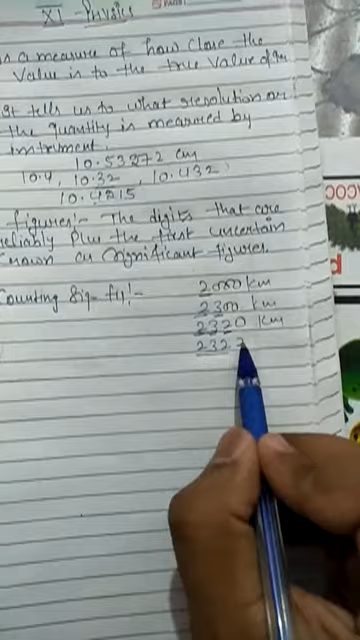 XI - Physics
is a measure of how close the
value is to the true value of the
It tells us to what resolution or
the quantity is measured by
instrument.
10.53272 cm
10.4, 10.32, 10.432
10.4215
figures:- The digits that are
reliably plus the first uncertain
known as significant figures.
Counting Sig-fig:-
2000 km
2300 km
2320 km
232